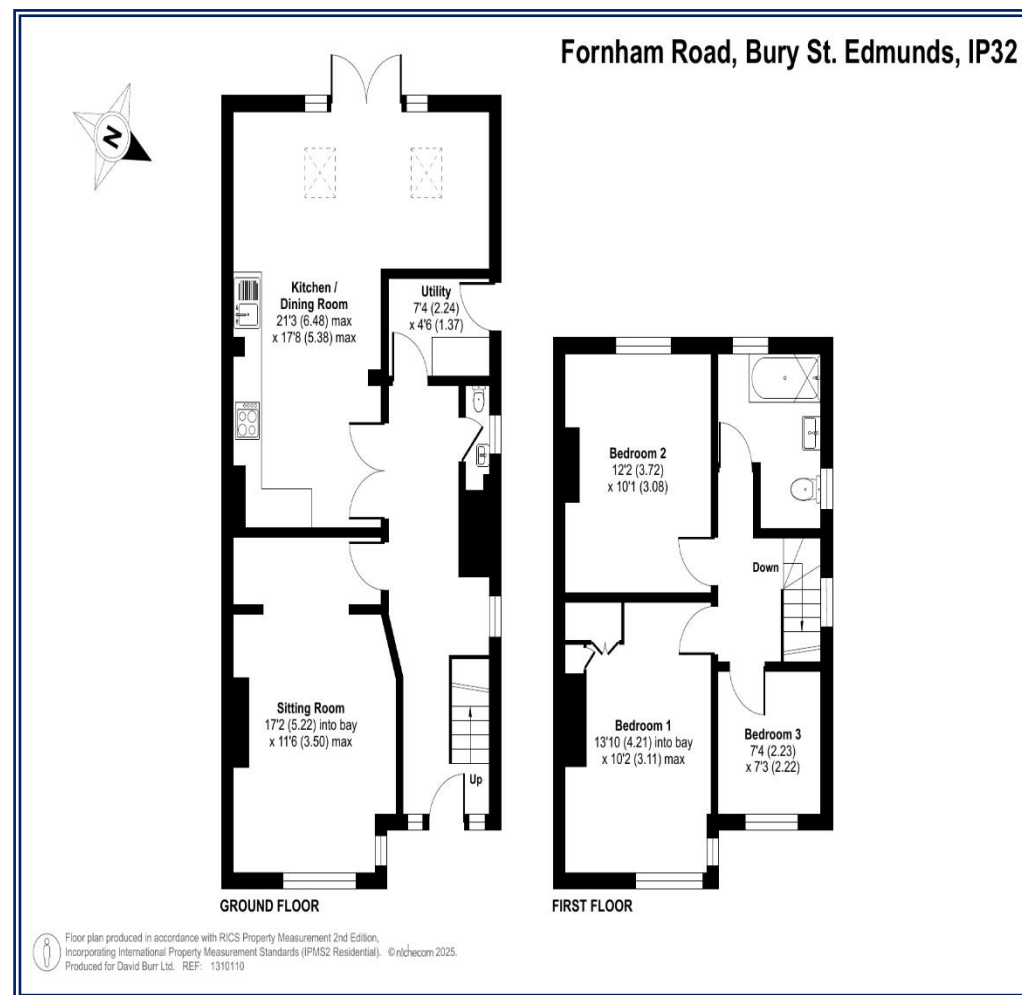 Fornham Road, Bury St. Edmunds, IP32
N
Kitchen /
Dining Room
21'3 (6.48) max
x 17'8 (5.38) max
Utility
7'4 (2.24)
x 4'6 (1.37)
Sitting Room
17'2 (5.22) into bay
x 11'6 (3.50) max
Up
GROUND FLOOR
Bedroom 2
12'2 (3.72)
x 10'1 (3.08)
Down
Bedroom 1
13'10 (4.21) into bay
x 10'2 (3.11) max
Bedroom 3
7'4 (2.23)
x 7'3 (2.22)
FIRST FLOOR
Floor plan produced in accordance with RICS Property Measurement 2nd Edition,
Incorporating International Property Measurement Standards (IPMS2 Residential). © nichecom 2025.
Produced for David Burr Ltd. REF: 1310110